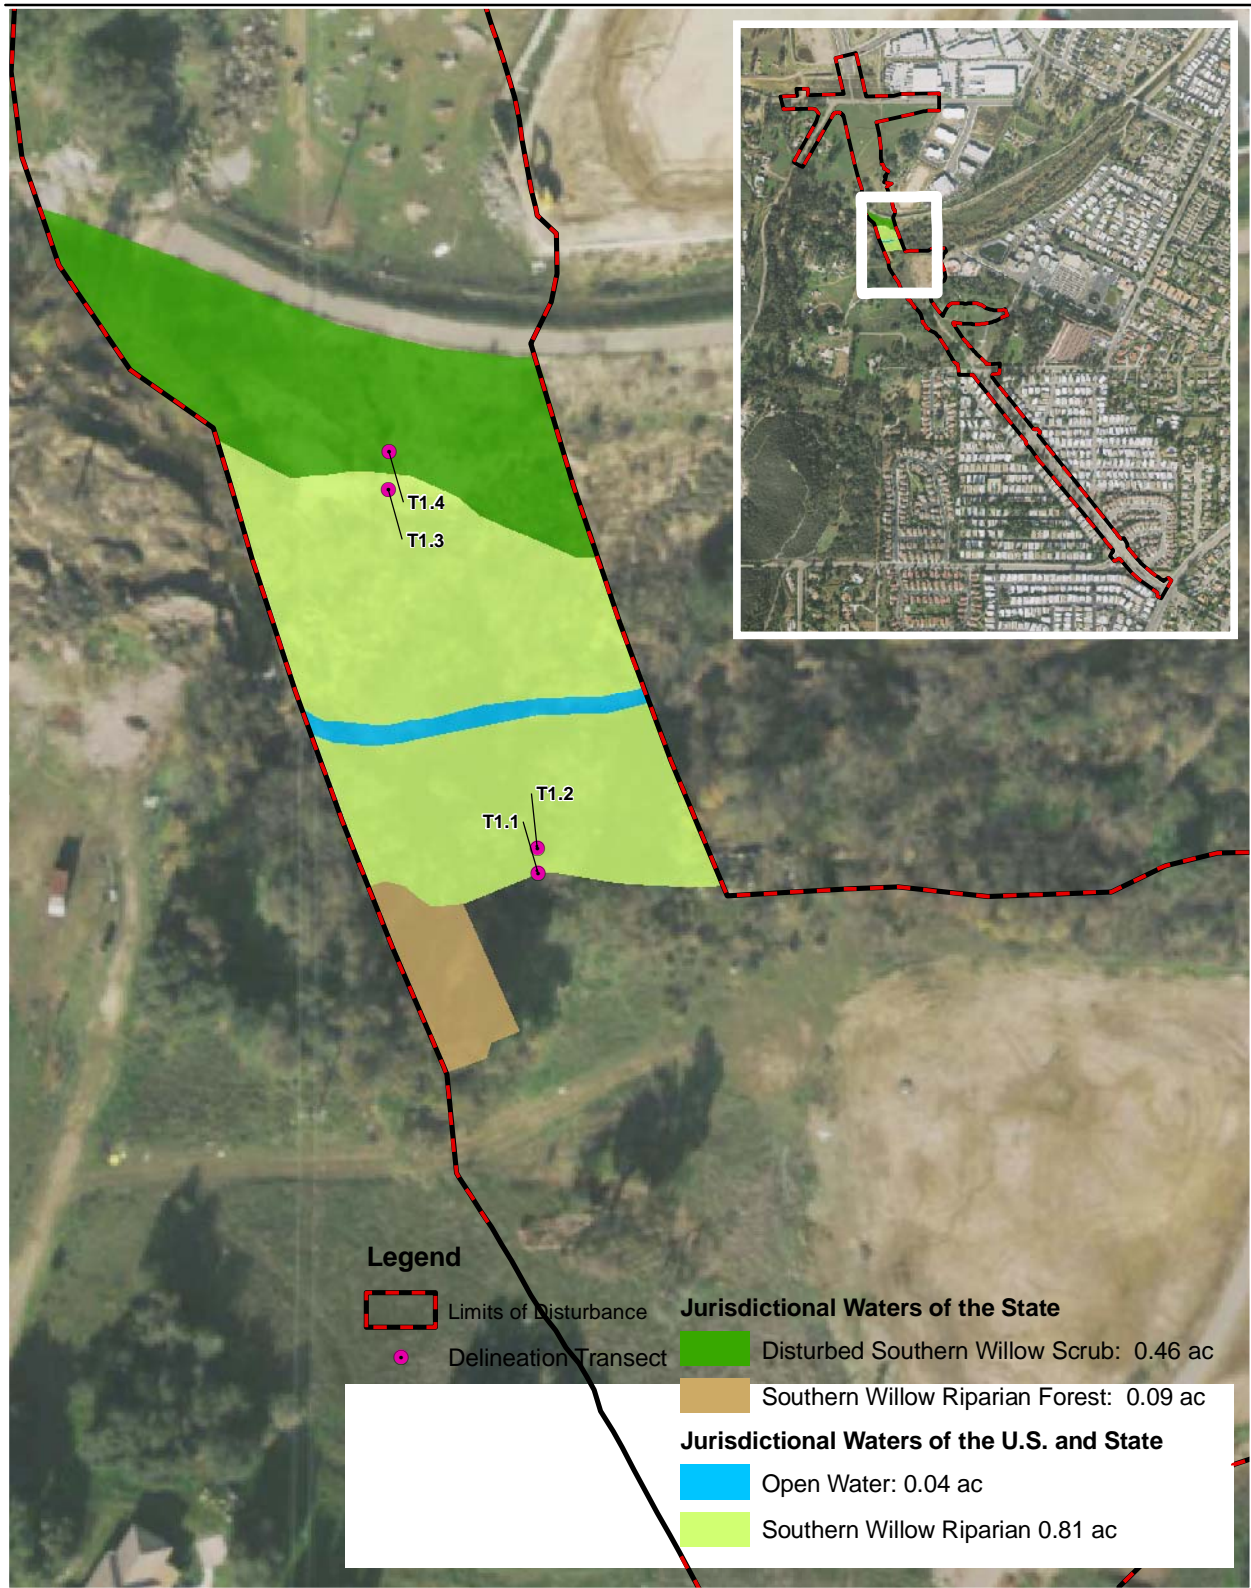 T1.4
T1.3
T1.2
T1.1
Legend
Limits of Disturbance
Delineation Transect
Jurisdictional Waters of the State
Disturbed Southern Willow Scrub: 0.46 ac
Southern Willow Riparian Forest: 0.09 ac
Jurisdictional Waters of the U.S. and State
Open Water: 0.04 ac
Southern Willow Riparian 0.81 ac